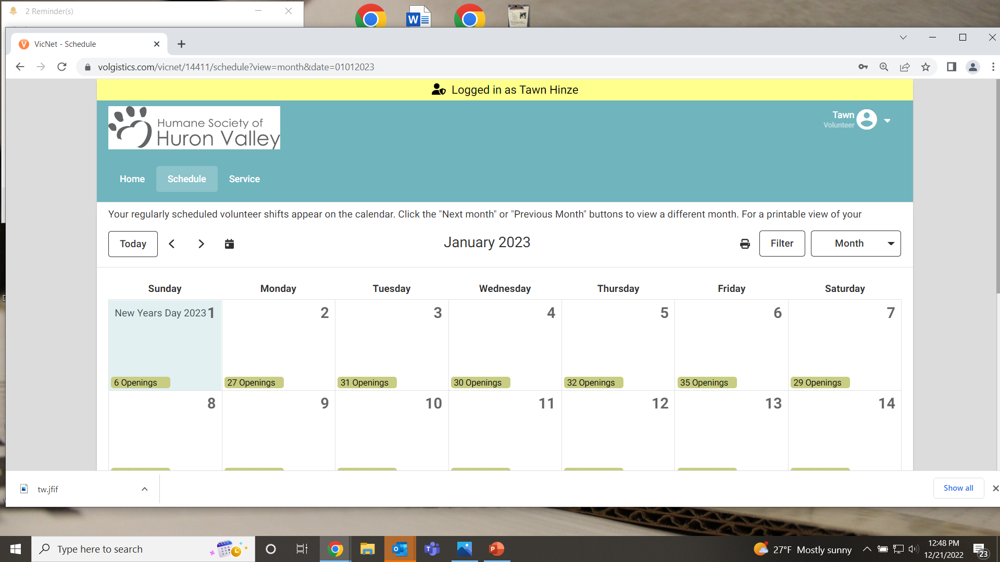 2 Reminder(s)
VicNet - Schedule
volgistics.com/vicnet/14411/schedule?view=month&date=01012023
Logged in as Tawn Hinze
Humane Society of
Huron Valley
Tawn
Volunteer
Home Schedule Service
Your regularly scheduled volunteer shifts appear on the calendar. Click the "Next month" or "Previous Month" buttons to view a different month. For a printable view of your
Today January 2023 Filter Month
Sunday Monday Tuesday Wednesday Thursday Friday Saturday
New Years Day 2023 1 2 3 4 5 6 7
6 Openings 27 Openings 31 Openings 30 Openings 32 Openings 35 Openings 29 Openings
8 9 10 11 12 13 14
tw.jfif Show all
Type here to search
27°F Mostly sunny
12:48 PM
12/21/2022
23